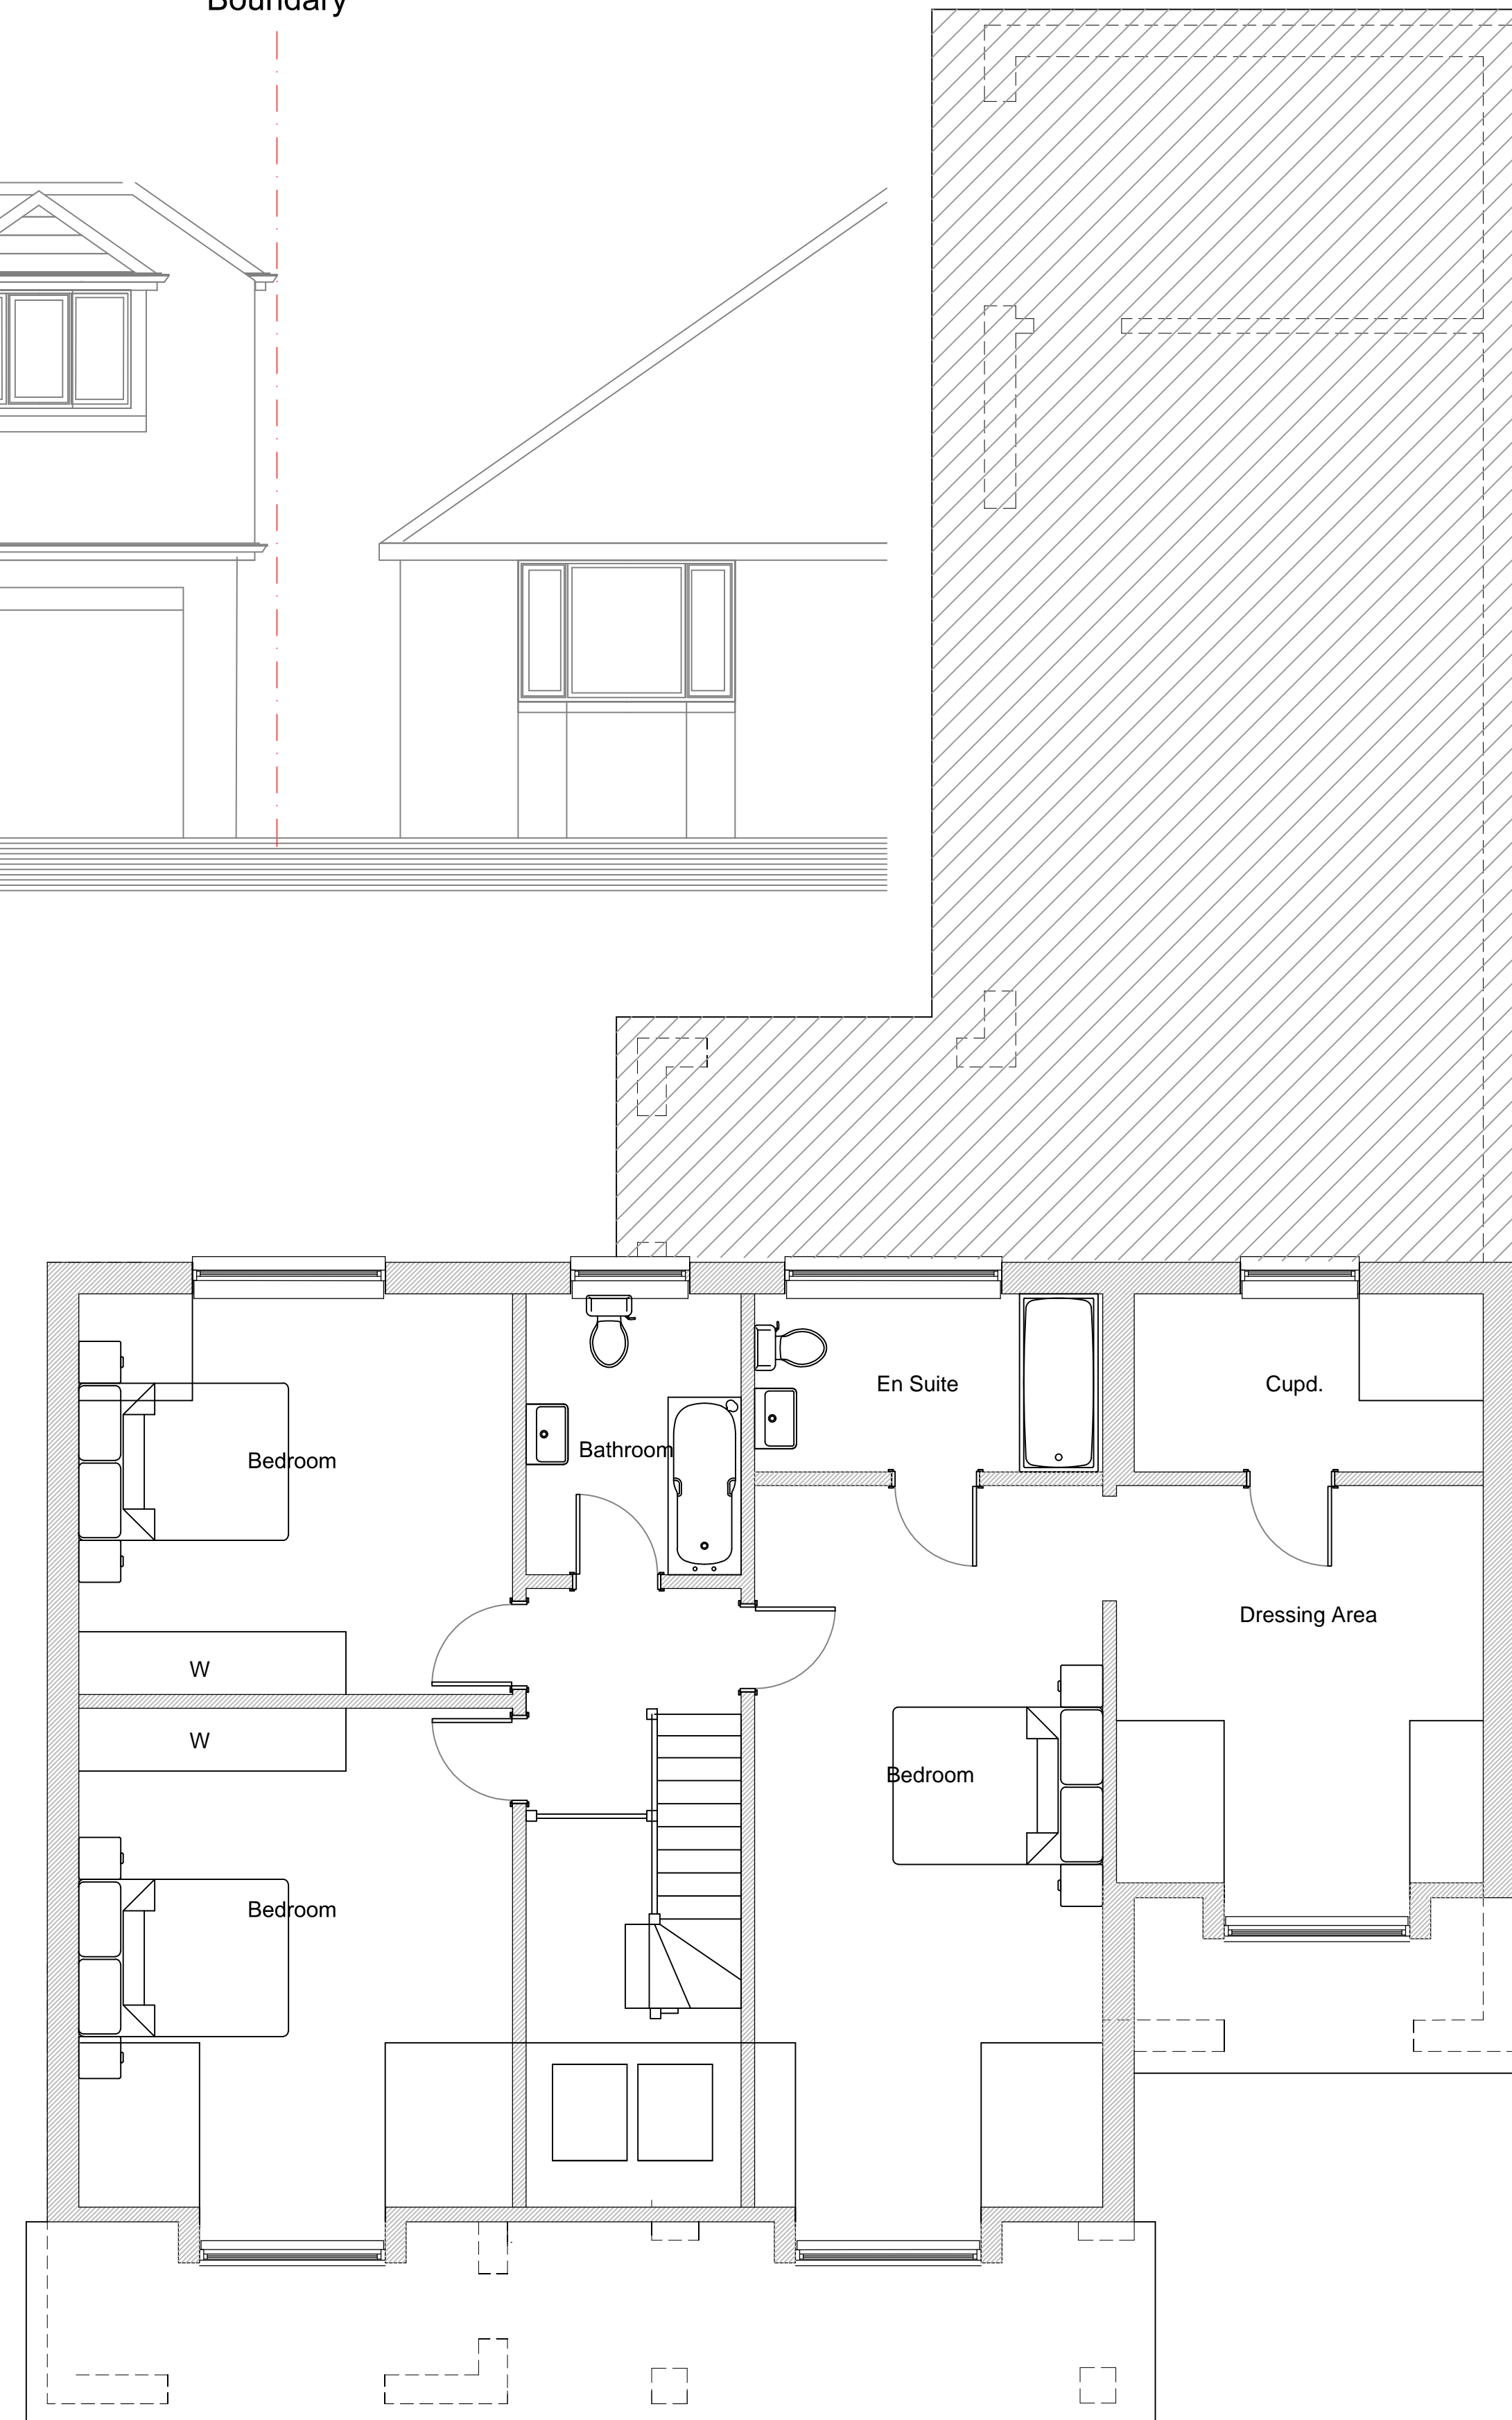 Boundary
En Suite
Cupd.
Bathroom
Bedroom
Dressing Area
W
W
Bedroom
Bedroom